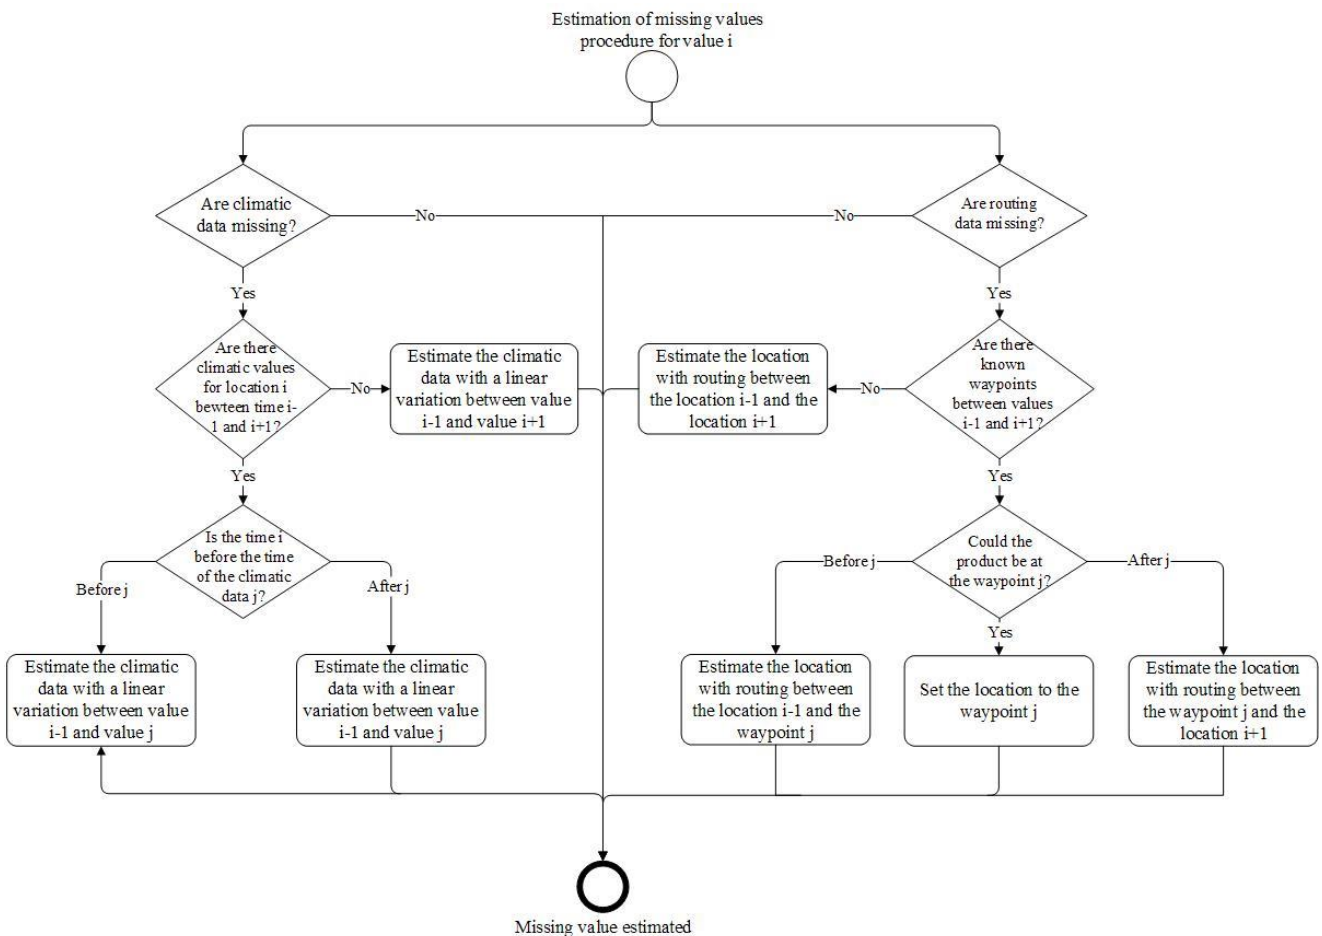 Estimation of missing values
procedure for value i
Are climatic
data missing?
No
No
Are routing
data missing?
Yes
Yes
Are there
climatic values
for location i
bewteen time i-
1 and i+1?
No
Estimate the climatic
data with a linear
variation between value
i-1 and value i+1
Estimate the location
with routing between
the location i-1 and the
location i+1
No
Are there
known
waypoints
between values
i-1 and i+1?
Yes
Yes
Is the time i
before the time
of the climatic
data j?
Before j
After j
Could the
product be at
the waypoint j?
Before j
After j
Yes
Estimate the climatic
data with a linear
variation between value
i-1 and value j
Estimate the climatic
data with a linear
variation between value
i-1 and value j
Estimate the location
with routing between
the location i-1 and the
waypoint j
Set the location to the
waypoint j
Estimate the location
with routing between
the waypoint j and the
location i+1
Missing value estimated